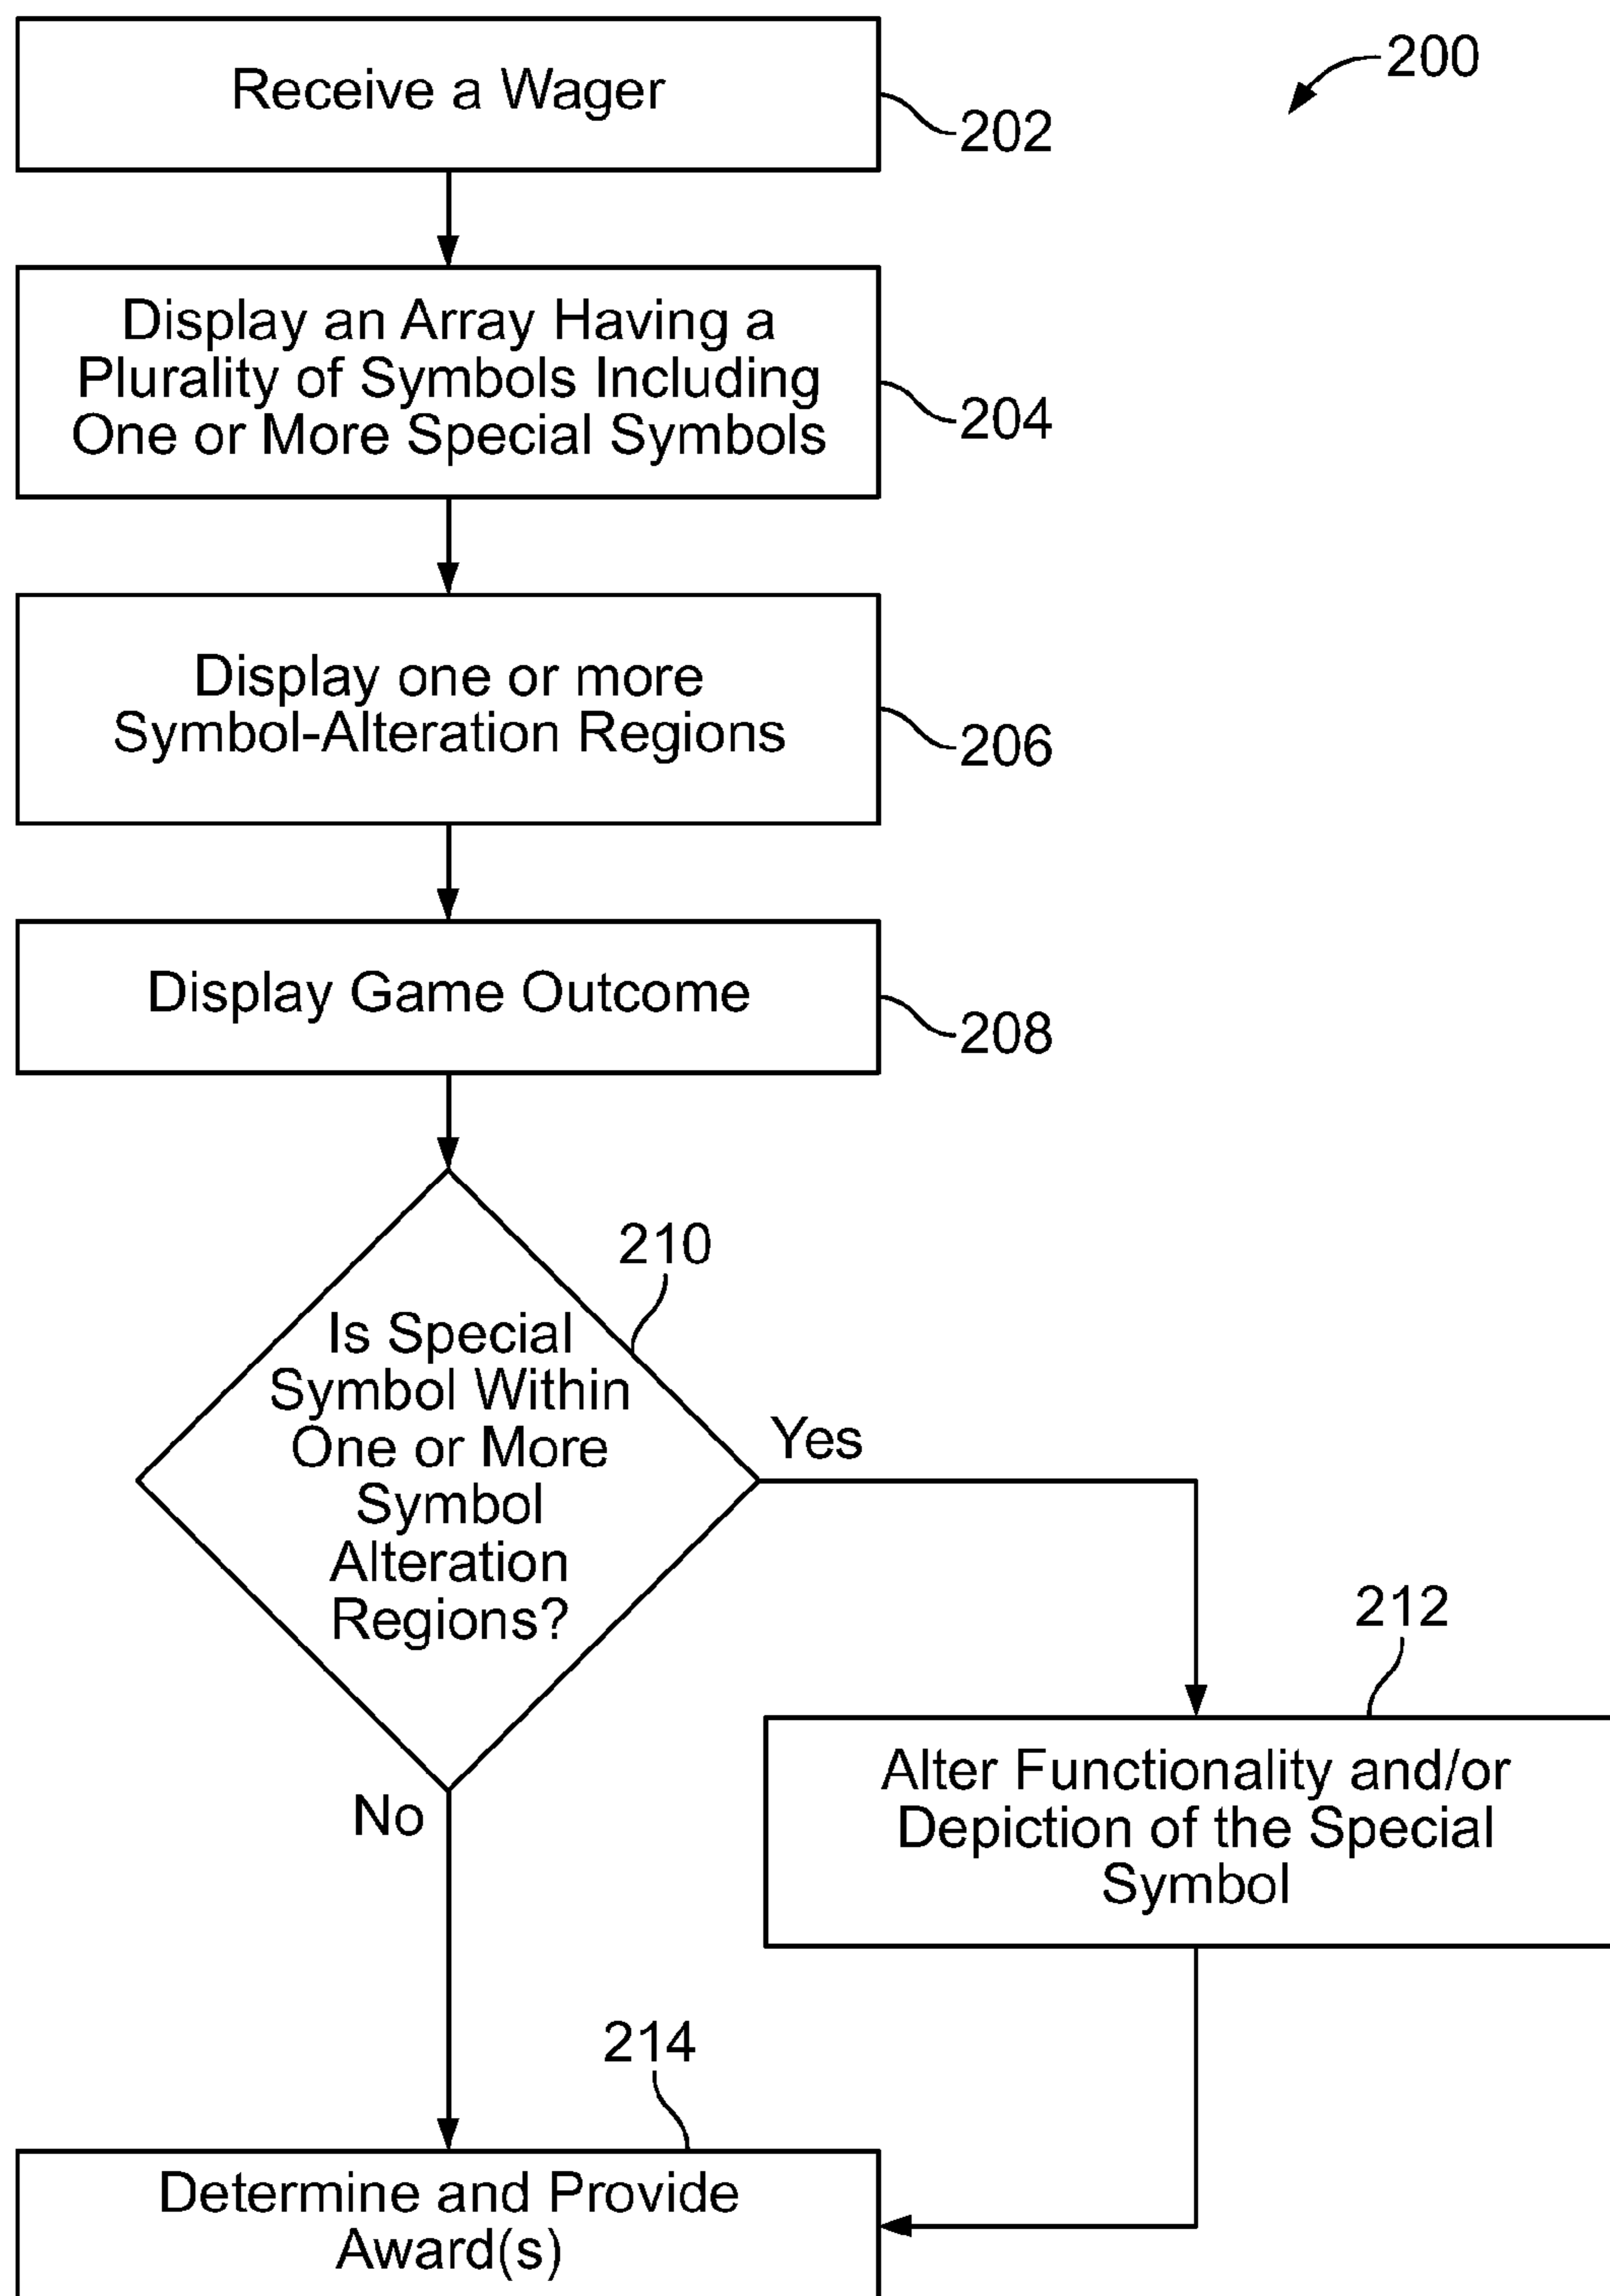 Receive a Wager
200
202
Display an Array Having a
Plurality of Symbols Including
One or More Special Symbols
204
Display one or more
Symbol-Alteration Regions
206
Display Game Outcome
208
210
Is Special
Symbol Within
One or More
Symbol
Alteration
Regions?
Yes
No
212
Alter Functionality and/or
Depiction of the Special
Symbol
214
Determine and Provide
Award(s)